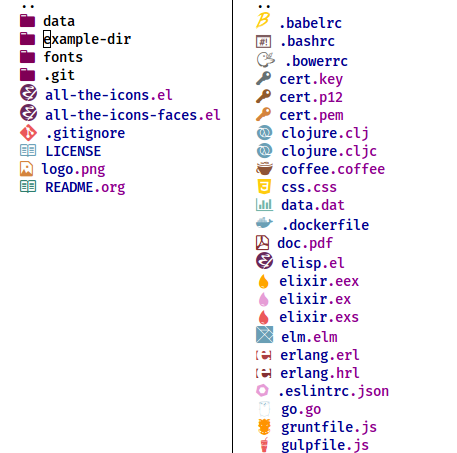 ..
data
example-dir
fonts
.git
all-the-icons.el
all-the-icons-faces.el
.gitignore
LICENSE
logo.png
README.org
..
.babelrc
.bashrc
.bowerrc
cert.key
cert.p12
cert.pem
clojure.clj
clojure.cljc
coffee.coffee
css.css
data.dat
.dockerfile
doc.pdf
elisp.el
elixir.eex
elixir.ex
elixir.exs
elm.elm
erlang.erl
erlang.hrl
.eslintrc.json
go.go
gruntfile.js
gulpfile.js